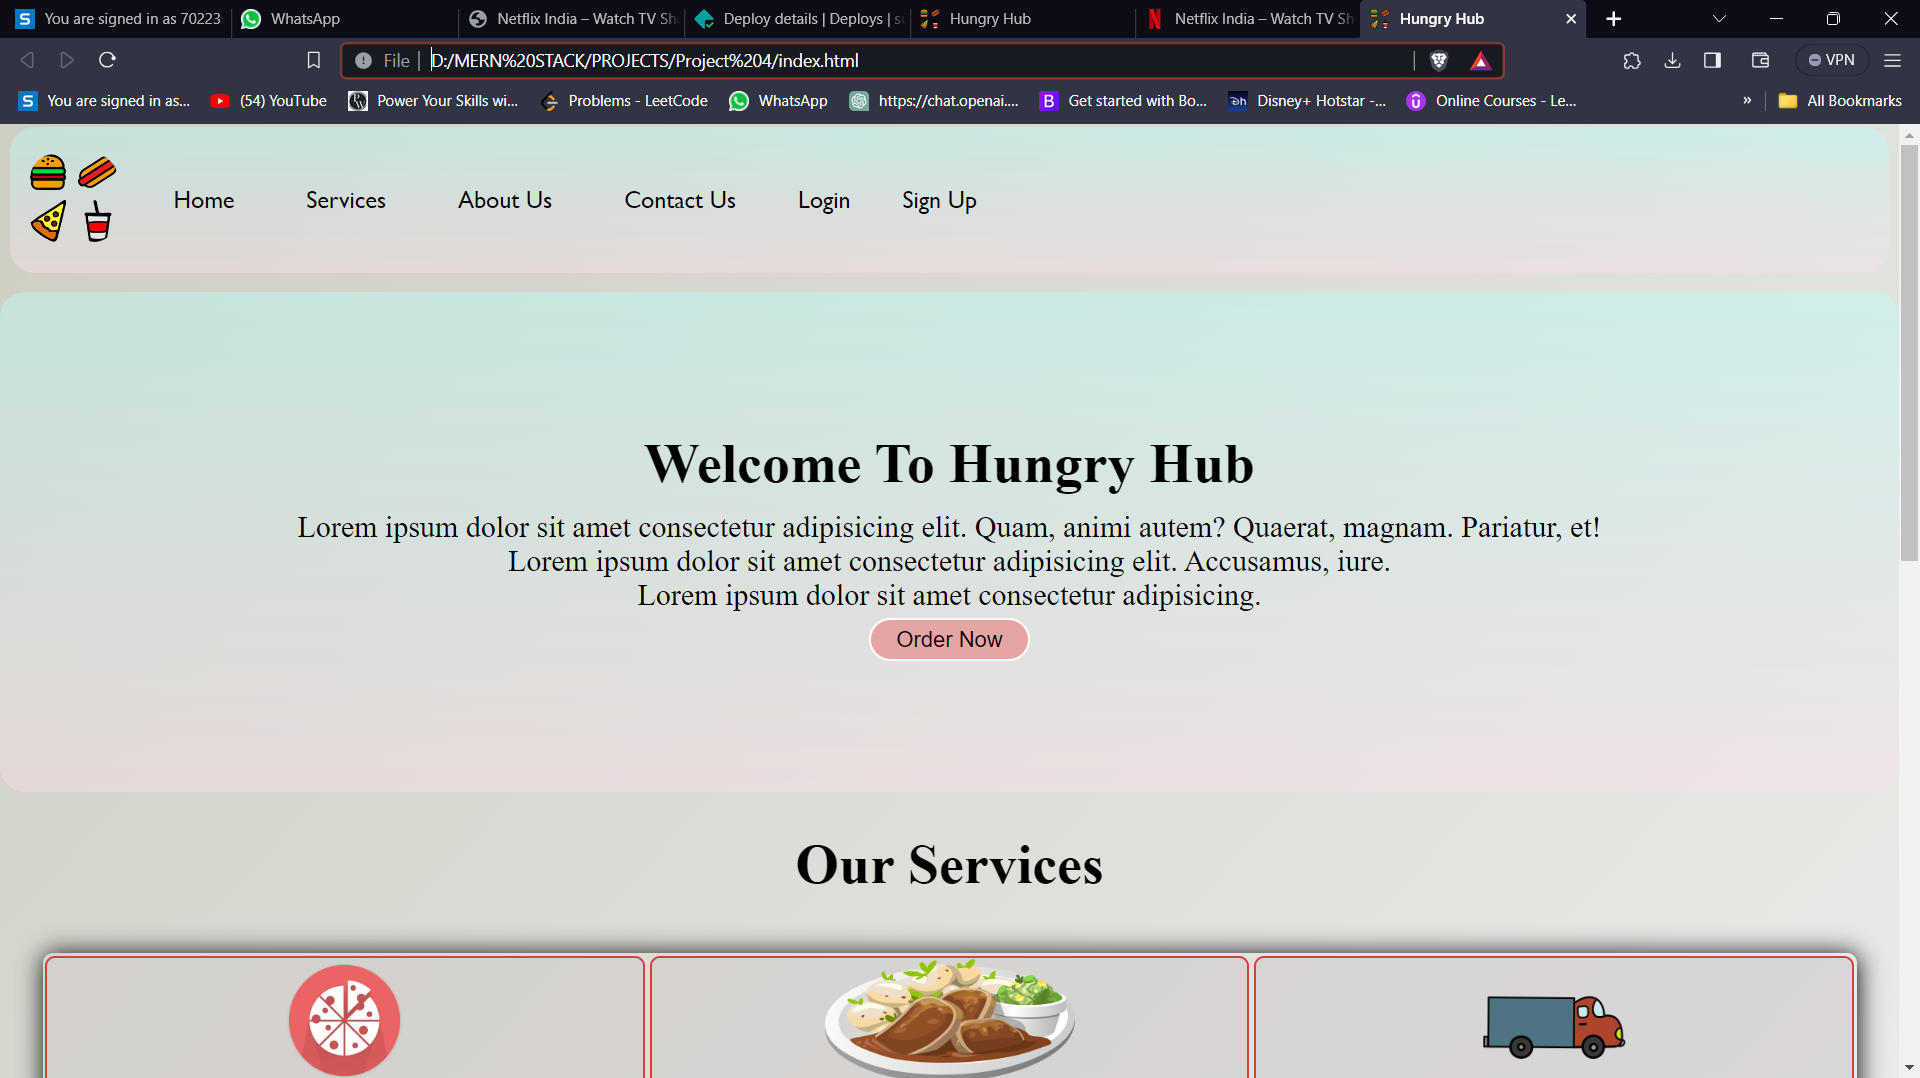 You are signed in as 70223
WhatsApp
Netflix India – Watch TV Sh
Deploy details | Deploys | s
Hungry Hub
Netflix India – Watch TV Sh
Hungry Hub
File
D:/MERN%20STACK/PROJECTS/Project%204/index.html
VPN
You are signed in as...
(54) YouTube
Power Your Skills wi...
Problems - LeetCode
WhatsApp
https://chat.openai....
Get started with Bo...
Disney+ Hotstar -...
Online Courses - Le...
»
All Bookmarks
Home
Services
About Us
Contact Us
Login
Sign Up
Welcome To Hungry Hub
Lorem ipsum dolor sit amet consectetur adipisicing elit. Quam, animi autem? Quaerat, magnam. Pariatur, et!
Lorem ipsum dolor sit amet consectetur adipisicing elit. Accusamus, iure.
Lorem ipsum dolor sit amet consectetur adipisicing.
Order Now
Our Services